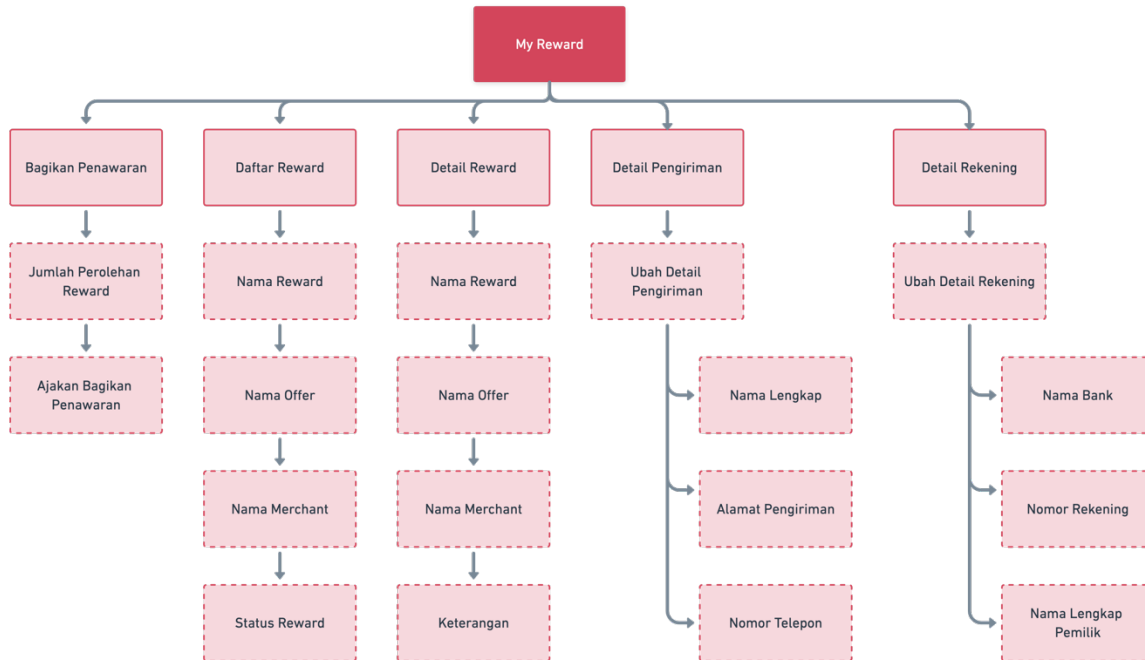 My Reward
Bagikan Penawaran
Daftar Reward
Detail Reward
Detail Pengiriman
Detail Rekening
Jumlah Perolehan
Reward
Nama Reward
Nama Reward
Ubah Detail
Pengiriman
Ubah Detail Rekening
Ajakan Bagikan
Penawaran
Nama Offer
Nama Offer
Nama Lengkap
Nama Bank
Nama Merchant
Nama Merchant
Alamat Pengiriman
Nomor Rekening
Status Reward
Keterangan
Nomor Telepon
Nama Lengkap
Pemilik